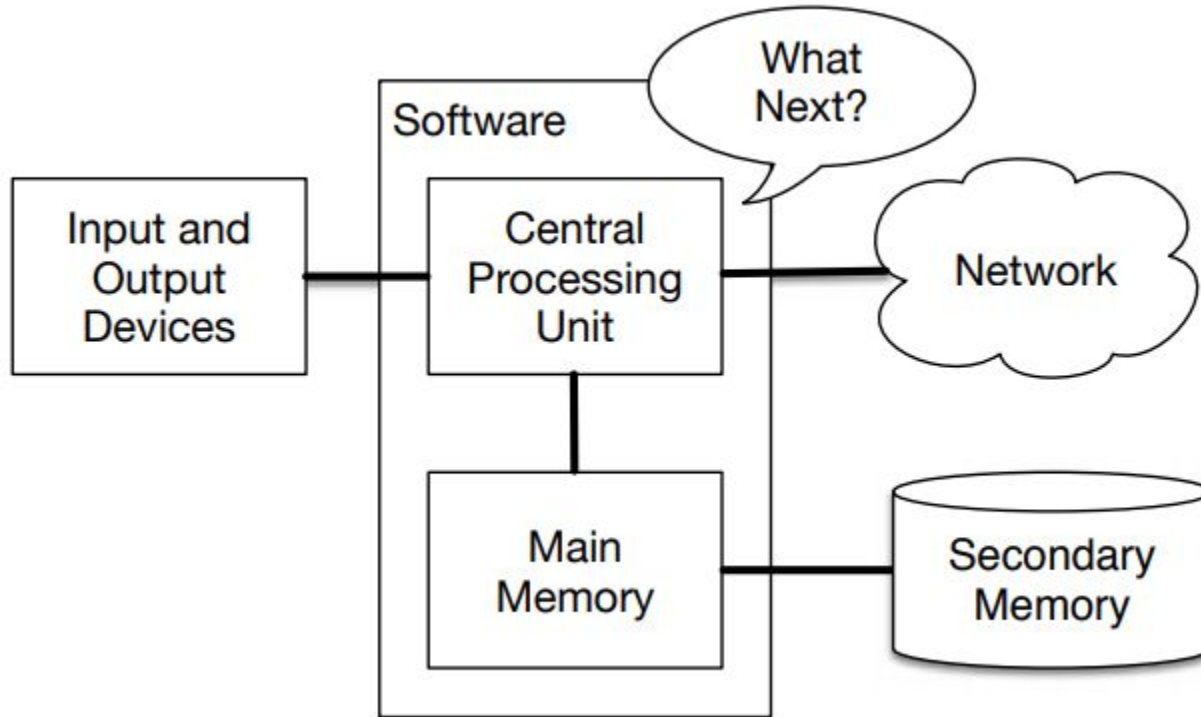 What
Next?
Software
Input and
Output
Devices
Central
Processing
Unit
Network
Main
Memory
Secondary
Memory